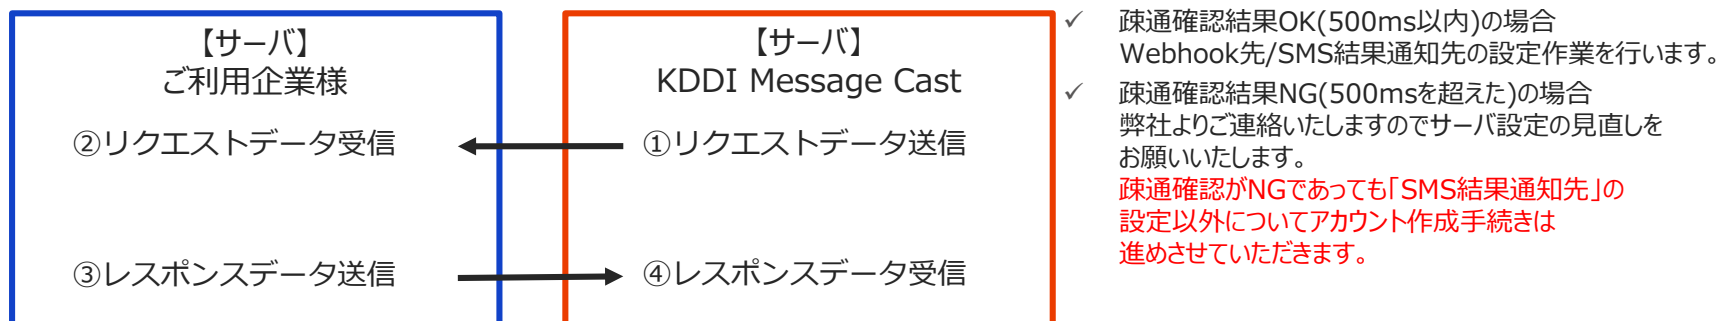 【サーバ】
ご利用企業様
②リクエストデータ受信
③レスポンスデータ送信
【サーバ】
KDDI Message Cast
①リクエストデータ送信
④レスポンスデータ受信
✓ 疎通確認結果OK(500ms以内)の場合
Webhook先/SMS結果通知先の設定作業を行います。
✓ 疎通確認結果NG(500msを超えた)の場合
弊社よりご連絡いたしますのでサーバ設定の見直しを
お願いいたします。
疎通確認がNGであっても「SMS結果通知先」の
設定以外についてアカウント作成手続きは
進めさせていただきます。